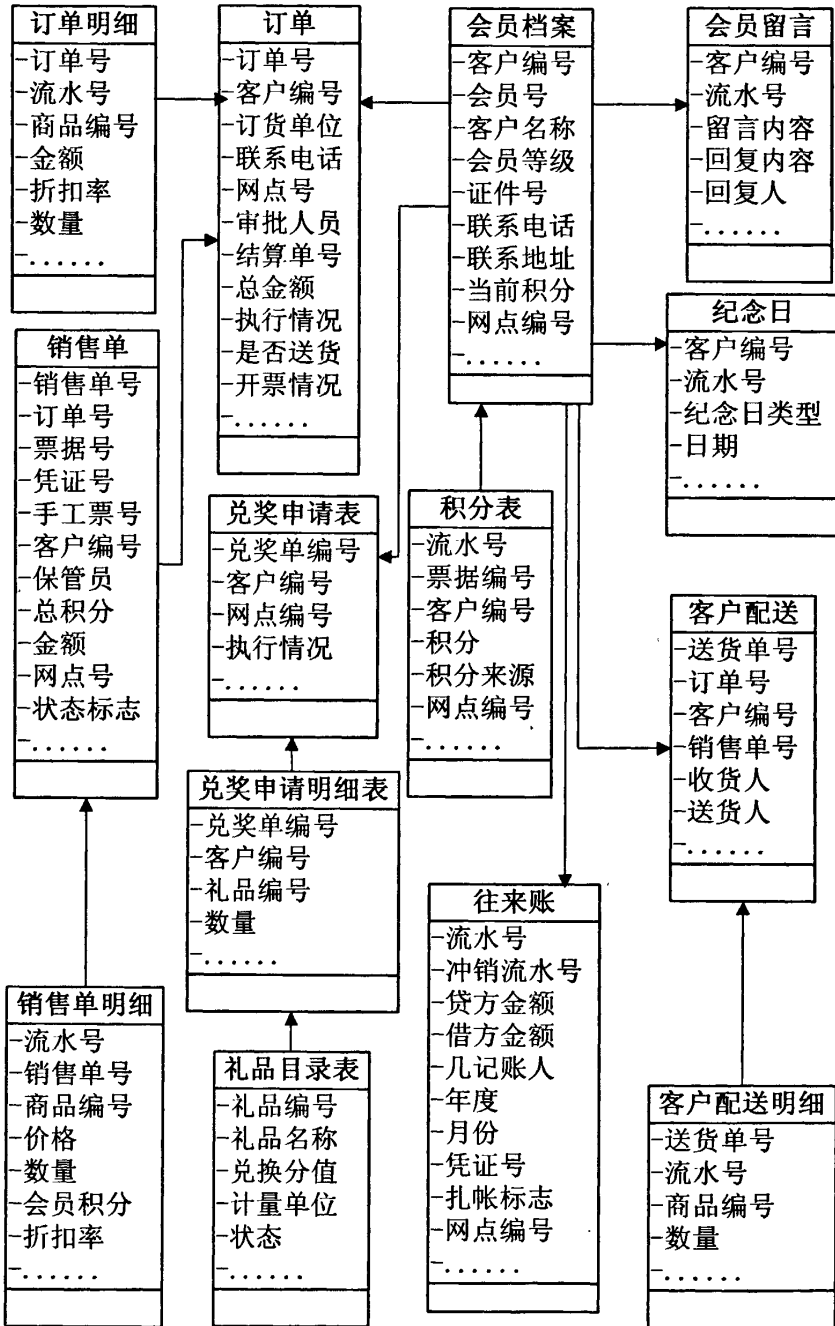 订单明细
-订单号
-流水号
-商品编号
-金额
-折扣率
-数量
-......
订单
-订单号
-客户编号
-订货单位
-联系电话
-网点号
-审批人员
-结算单号
-总金额
-执行情况
-是否送货
-开票情况
-......
会员档案
-客户编号
-会员号
-客户名称
-会员等级
-证件号
-联系电话
-联系地址
-当前积分
-网点编号
-......
会员留言
-客户编号
-流水号
-留言内容
-回复内容
-回复人
-......
纪念日
-客户编号
-流水号
-纪念日类型
-日期
-......
销售单
-销售单号
-订单号
-票据号
-凭证号
-手工票号
-客户编号
-保管员
-总积分
-金额
-网点号
-状态标志
-......
兑奖申请表
-兑奖单编号
-客户编号
-网点编号
-执行情况
-......
积分表
-流水号
-票据编号
-客户编号
-积分
-积分来源
-网点编号
-......
客户配送
-送货单号
-订单号
-客户编号
-销售单号
-收货人
-送货人
-......
兑奖申请明细表
-兑奖单编号
-客户编号
-礼品编号
-数量
-......
往来账
-流水号
-冲销流水号
-贷方金额
-借方金额
-几记账人
-年度
-月份
-凭证号
-扎帐标志
-网点编号
-......
销售单明细
-流水号
-销售单号
-商品编号
-价格
-数量
-会员积分
-折扣率
-......
礼品目录表
-礼品编号
-礼品名称
-兑换分值
-计量单位
-状态
-......
客户配送明细
-送货单号
-流水号
-商品编号
-数量
-......